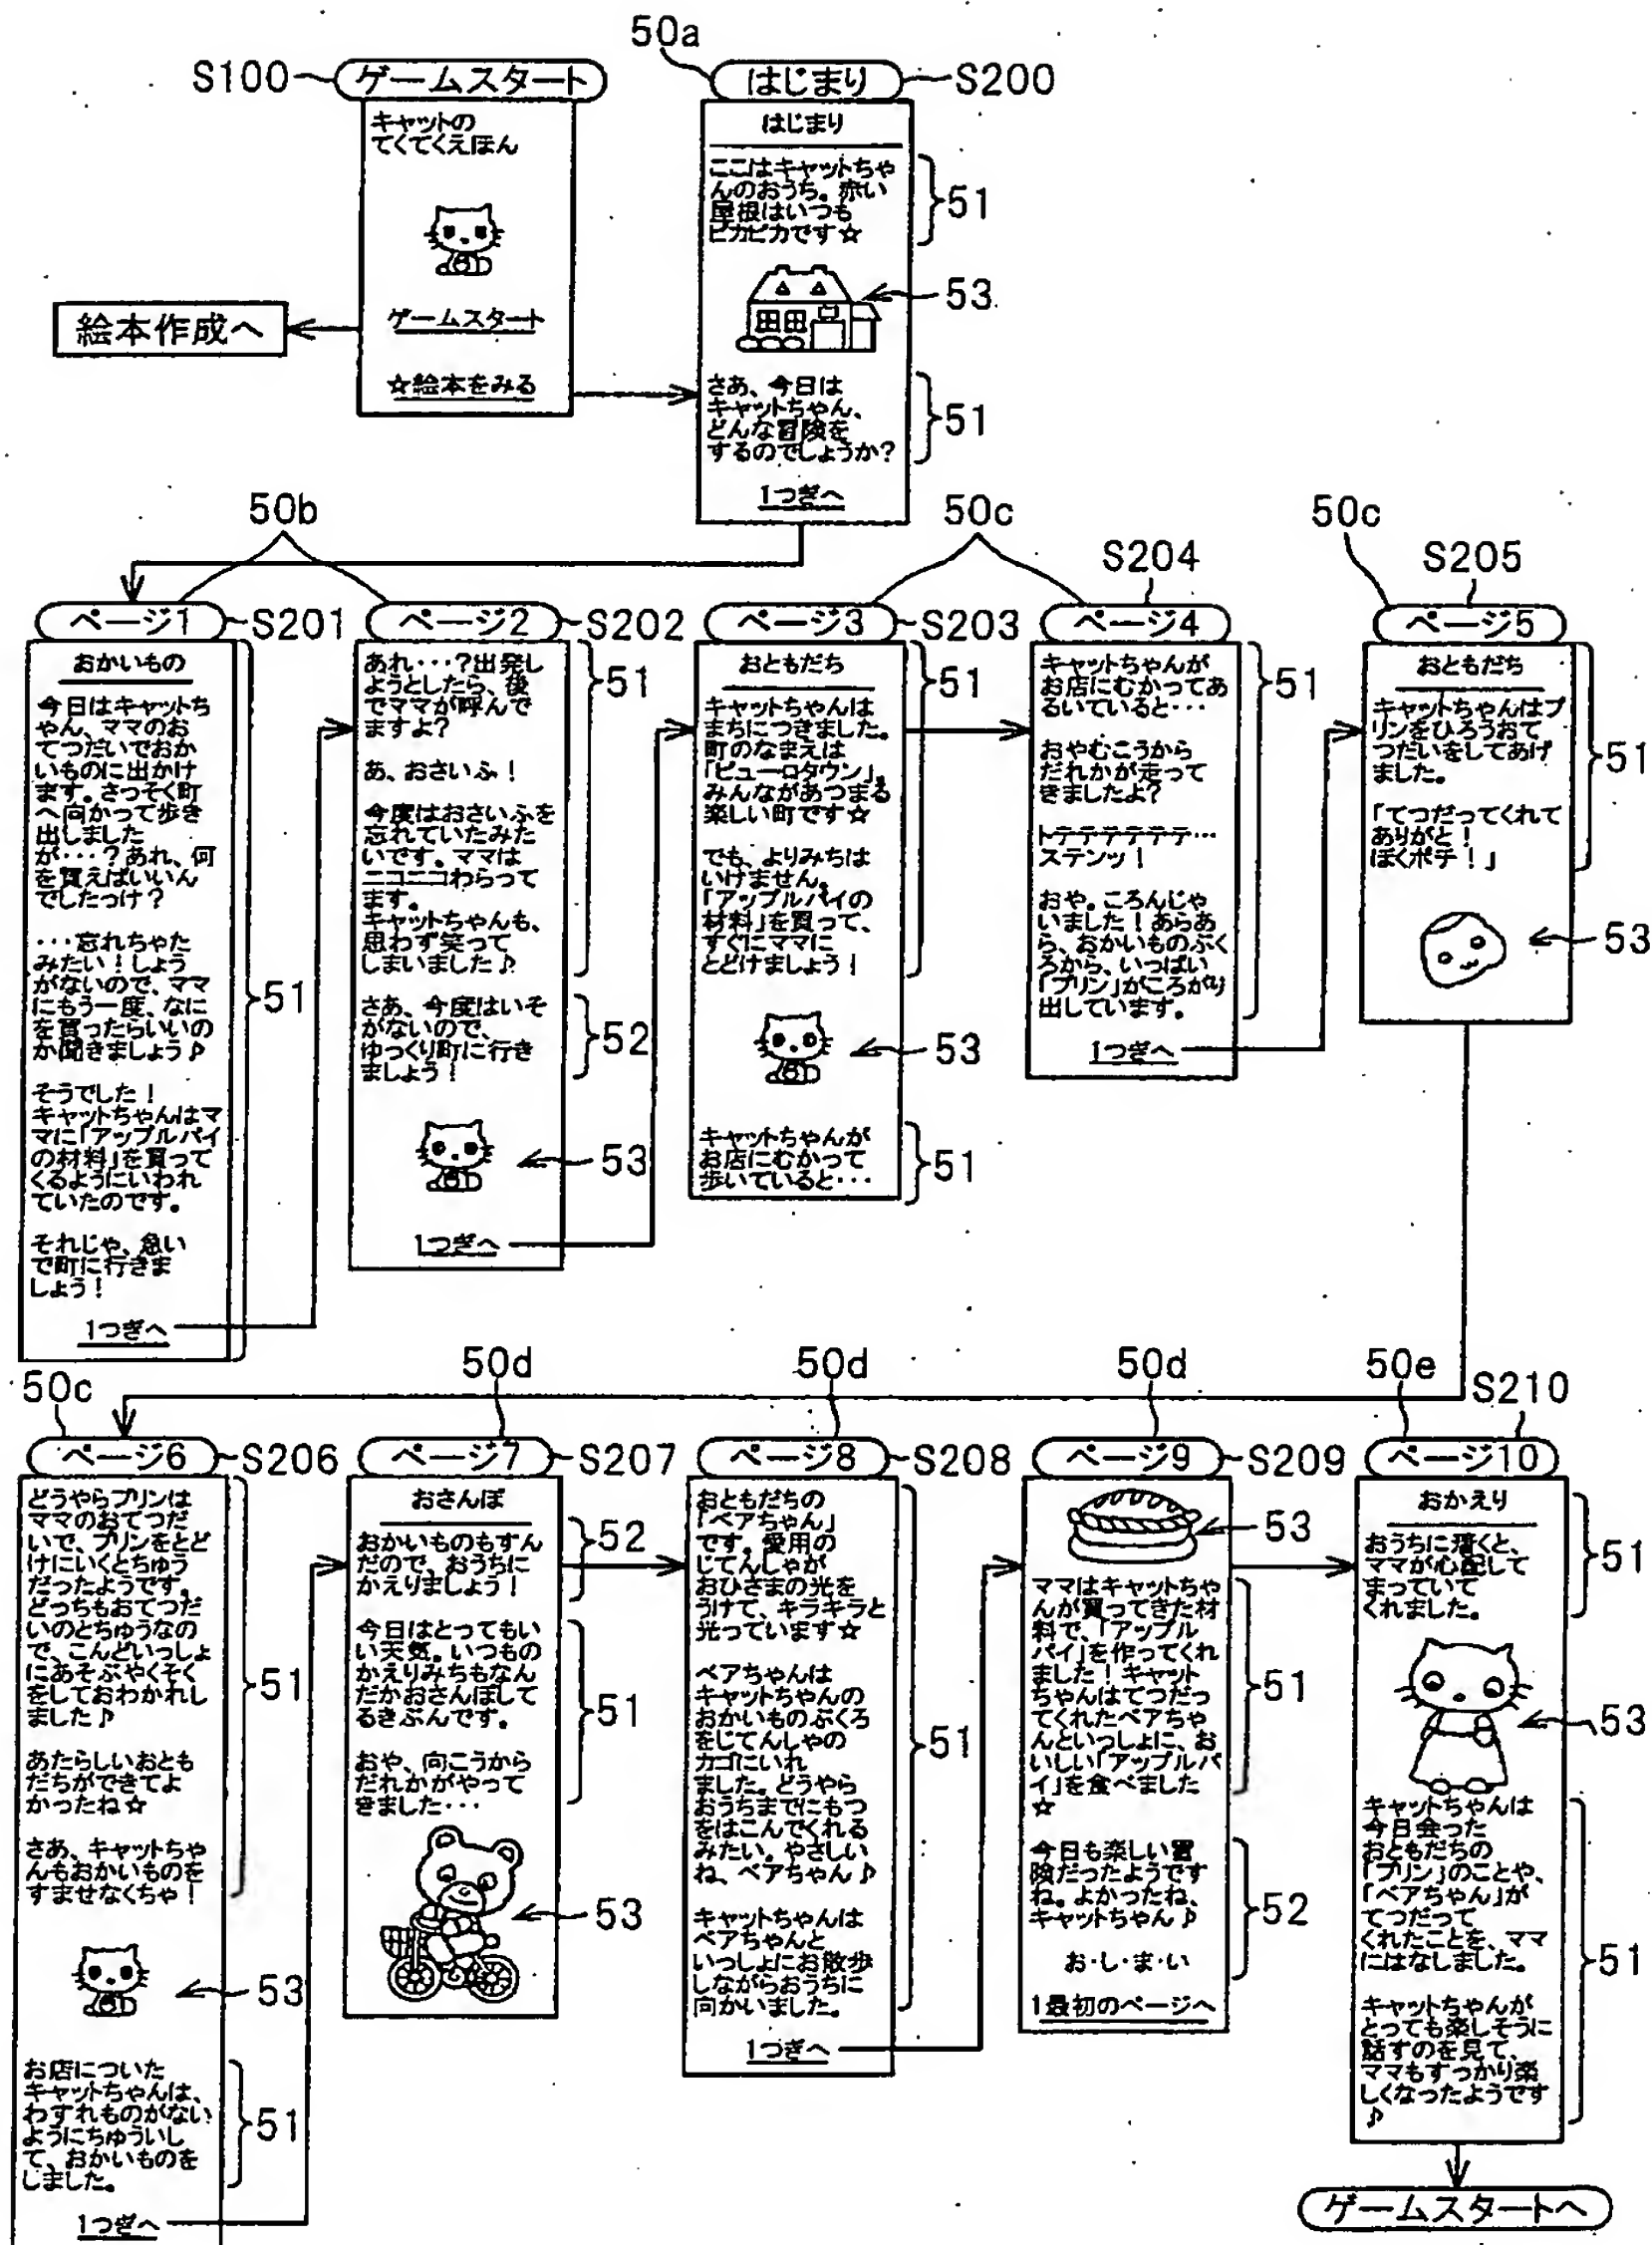 50a
S100
ゲームスタート
はじまり
S200
キャットの
てくてくえほん
ゲームスタート
☆絵本をみる
絵本作成へ
はじまり
ここはキャットちゃ
んのおうち。赤い
屋根はいつも
ピカピカです☆
51
53
さあ、今日は
キャットちゃん、
どんな冒険を
するのでしょうか?
51
1つぎへ
50b
50c
50c
S204
S205
ページ1
S201
ページ2
S202
ページ3
S203
ページ4
ページ5
おかいもの
今日はキャットち
ゃん、ママのお
てつだいでおか
いものに出かけ
ます。さっそく町
へ向かって歩き
出しました
が・・・?あれ、何
を買えばいいん
でしたっけ?
・・・忘れちゃた
みたい!しょう
がないので、ママ
にもう一度、なに
を買ったらいいの
か聞きましょう♪
そうでした!
キャットちゃんはマ
マに「アップルパイ
の材料」を買って
くるようにいわれ
ていたのです。
それじゃ、急い
で町に行きま
しょう!
1つぎへ
51
あれ・・・?出発し
ようとしたら、後
でママが呼んで
ますよ?
あ、おさいふ!
今度はおさいふを
忘れていたみた
いです。ママは
ニコニコわらって
ます。
キャットちゃんも、
思わず笑って
しまいました♪
51
さあ、今度はいそ
がないので、
ゆっくり町に行き
ましょう!
52
53
1つぎへ
おともだち
キャットちゃんは
まちにつきました。
町のなまえは
「ピューロタウン」。
みんながあつまる
楽しい町です☆
でも、よりみちは
いけません。
「アップルパイの
材料」を買って、
すぐにママに
とどけましょう!
51
53
キャットちゃんが
お店にむかって
歩いていると・・・
51
キャットちゃんが
お店にむかってあ
るいていると・・・
おやむこうから
だれかが走って
きましたよ?
トテテテテテテ…
ステンッ!
おや。ころんじゃ
いました!あらあ
ら、おかいものぶく
ろから、いっぱい
「プリン」がころがり
出しています。
51
1つぎへ
おともだち
キャットちゃんはプ
リンをひろうおて
つだいをしてあげ
ました。
「てつだってくれて
ありがと!
ぼくポチ!」
51
53
50c
50d
50d
50d
50e
S210
ページ6
S206
ページ7
S207
ページ8
S208
ページ9
S209
ページ10
どうやらプリンは
ママのおてつだ
いで、プリンをとど
けにいくとちゅう
だったようです。
どっちもおてつだ
いのとちゅうなの
で、こんどいっしょ
にあそぶやくそく
をしておわかれし
ました♪
あたらしいおとも
だちができてよ
かったね☆
さあ、キャットちゃ
んもおかいものを
すませなくちゃ!
51
53
お店についた
キャットちゃんは、
わすれものがない
ようにちゅういし
て、おかいものを
しました。
51
1つぎへ
おさんぽ
おかいものもすん
だので、おうちに
かえりましょう!
52
今日はとってもい
い天気。いつもの
かえりみちもなん
だかおさんぽして
るきぶんです。
おや、向こうから
だれかがやって
きました・・・
51
53
おともだちの
「ベアちゃん」
です。愛用の
じてんしゃが
おひさまの光を
うけて、キラキラと
光っています☆
ベアちゃんは
キャットちゃんの
おかいものぶくろ
をじてんしゃの
カゴにいれ
ました。どうやら
おうちまでにもつ
をはこんでくれる
みたい。やさしい
ね、ベアちゃん♪
キャットちゃんは
ベアちゃんと
いっしょにお散歩
しながらおうちに
向かいました。
51
1つぎへ
53
ママはキャットちゃ
んが買ってきた材
料で、「アップル
パイ」を作ってくれ
ました!キャット
ちゃんはてつだっ
てくれたベアちゃ
んといっしょに、お
いしい「アップルパ
イ」を食べました
☆
51
今日も楽しい冒
険だったようです
ね。よかったね、
キャットちゃん♪
お・し・ま・い
52
1最初のページへ
おかえり
おうちに着くと、
ママが心配して
まっていて
くれました。
51
53
キャットちゃんは
今日会った
おともだちの
「プリン」のことや、
「ベアちゃん」が
てつだって
くれたことを、ママ
にはなしました。
キャットちゃんが
とっても楽しそうに
話すのを見て、
ママもすっかり楽
しくなったようです
♪
51
ゲームスタートへ